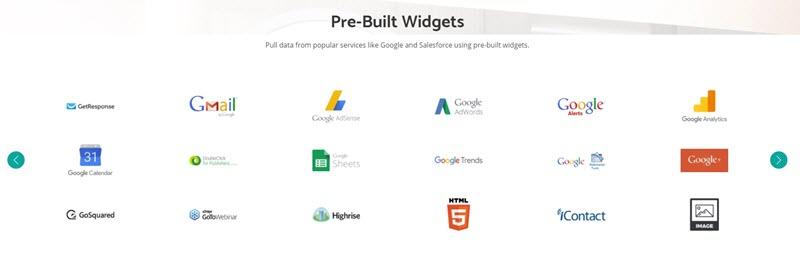 Pre-Built Widgets
Pull data from popular services like Google and Salesforce using pre-built widgets.
GetResponse
Gmail
by Google
Google AdSense
Google
AdWords
Google
Alerts
Google Analytics
31
Google Calendar
DoubleClick
for Publishers
Google
Sheets
Google Trends
Google
Webmaster
Tools
Google+
GoSquared
citrix
GoToWebinar
Highrise
HTML
5
iContact
IMAGE